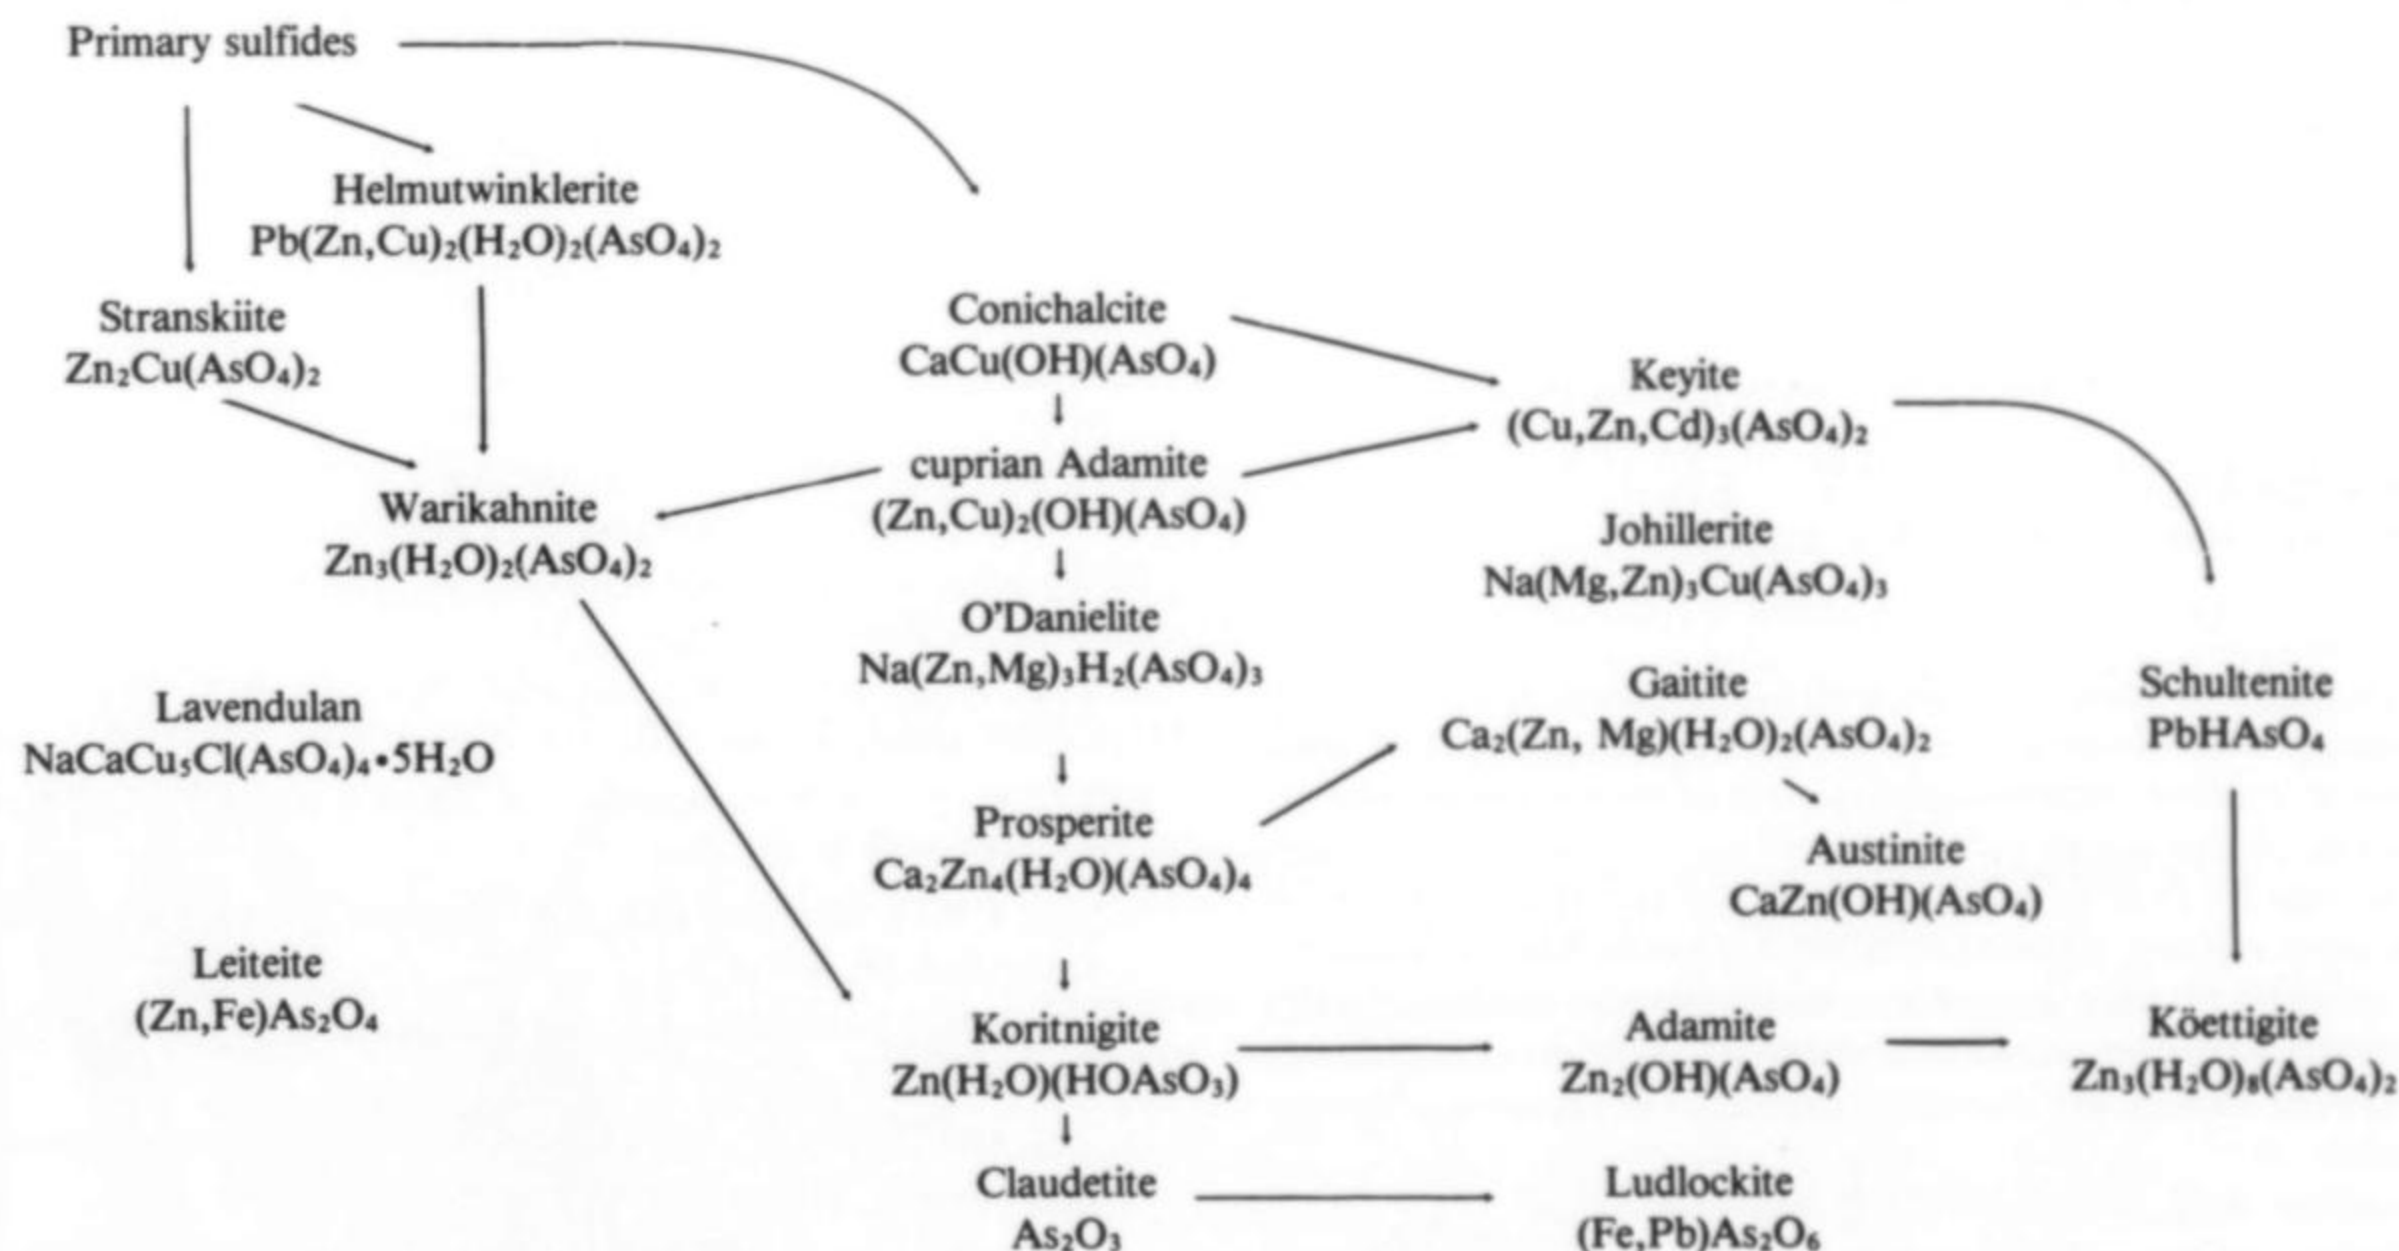 Primary sulfides
Helmutwinklerite
Pb(Zn,Cu)₂(H₂O)₂(AsO₄)₂
Stranskiite
Zn₂Cu(AsO₄)₂
Conichalcite
CaCu(OH)(AsO₄)
Keyite
(Cu,Zn,Cd)₃(AsO₄)₂
cuprian Adamite
(Zn,Cu)₂(OH)(AsO₄)
Warikahnite
Zn₃(H₂O)₂(AsO₄)₂
Johillerite
Na(Mg,Zn)₃Cu(AsO₄)₃
O'Danielite
Na(Zn,Mg)₃H₂(AsO₄)₃
Lavendulan
NaCaCu₅Cl(AsO₄)₄•5H₂O
Gaitite
Ca₂(Zn, Mg)(H₂O)₂(AsO₄)₂
Schultenite
PbHAsO₄
Prosperite
Ca₂Zn₄(H₂O)(AsO₄)₄
Austinite
CaZn(OH)(AsO₄)
Leiteite
(Zn,Fe)As₂O₄
Koritnigite
Zn(H₂O)(HOAsO₃)
Adamite
Zn₂(OH)(AsO₄)
Köettigite
Zn₃(H₂O)₈(AsO₄)₂
Claudetite
As₂O₃
Ludlockite
(Fe,Pb)As₂O₆